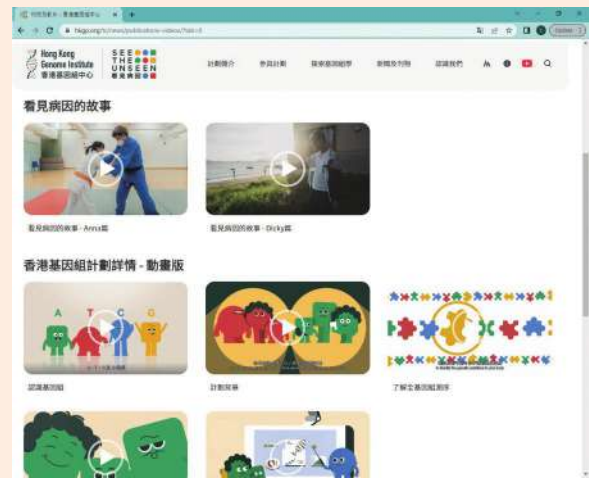 Hong Kong
Genome Institute
香港基因組中心
SEE
THE
UNSEEN
看見病因
計劃簡介
參與計劃
探索基因組學
新聞及刊物
認識我們
看見病因的故事
看見病因的故事 - Anna篇
看見病因的故事 - Dicky篇
香港基因組計劃詳情 - 動畫版
A T C G
認識基因組
計劃背景
了解全基因組測序